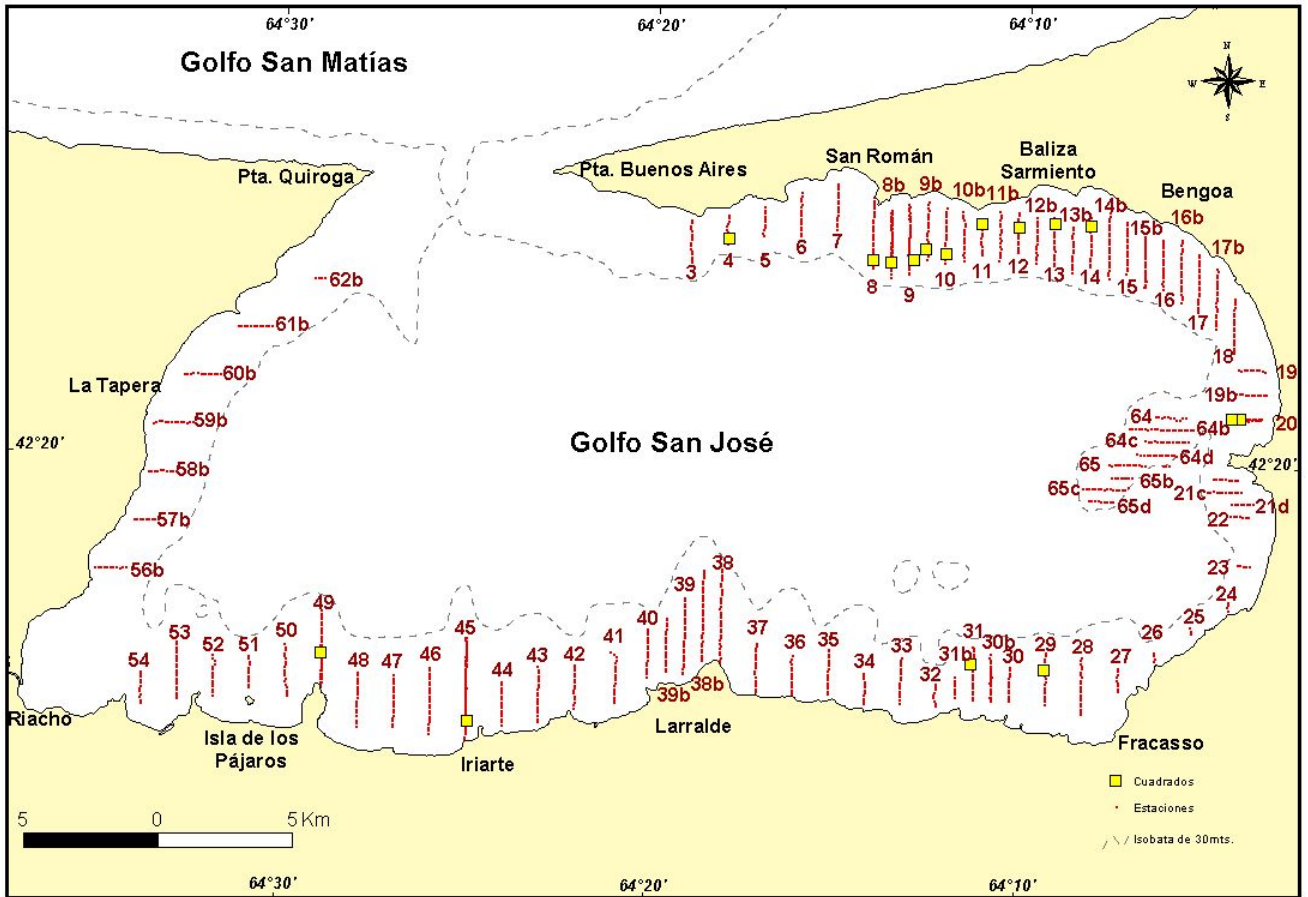 64°30'
64°20'
64°10'
Golfo San Matías
N
W
E
S
Pta. Quiroga
Pta. Buenos Aires
San Román
Baliza
Sarmiento
Bengoa
8b
9b
10b
11b
12b
13b
14b
15b
16b
17b
3
4
5
6
7
8
9
10
11
12
13
14
15
16
17
18
62b
61b
60b
59b
58b
57b
56b
La Tapera
42°20'
Golfo San José
19
19b
20
64
64b
64c
64d
42°20'
65
65b
65c
65d
21c
21d
22
23
24
25
26
54
53
52
51
50
49
48
47
46
45
44
43
42
41
40
39
38
39b
38b
37
36
35
34
33
32
31b
31
30b
30
29
28
27
Riacho
Isla de los
Pájaros
Iriarte
Larralde
Fracasso
Cuadrados
Estaciones
Isobata de 30mts.
5
0
5 Km
64°30'
64°20'
64°10'